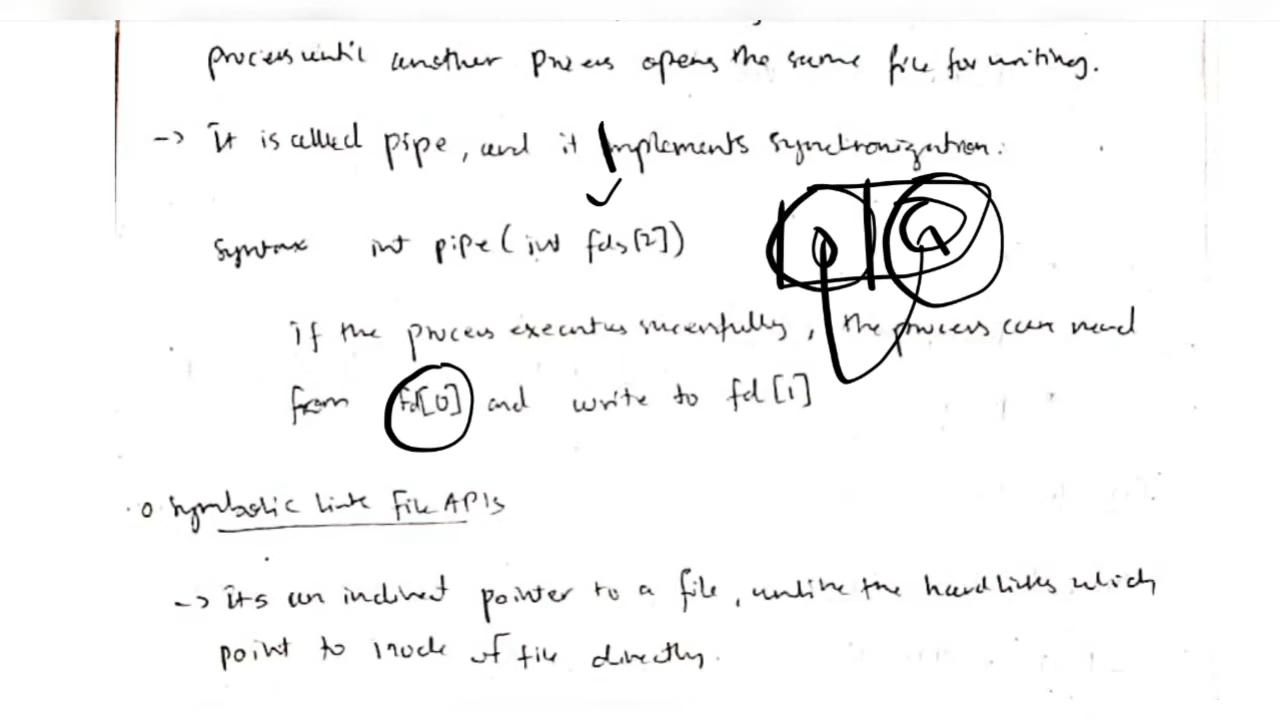 process until another process opens the same file for writing.
-> It is called pipe, and it implements synchronization.
Syntax int pipe(int fds[2])
if the process executes sucessfully, the process can read
from fd[0] and write to fd[1]
o Symbolic Link File APIs
-> its an indirect pointer to a file, unlike the hardlinks which
point to inode of file directly.